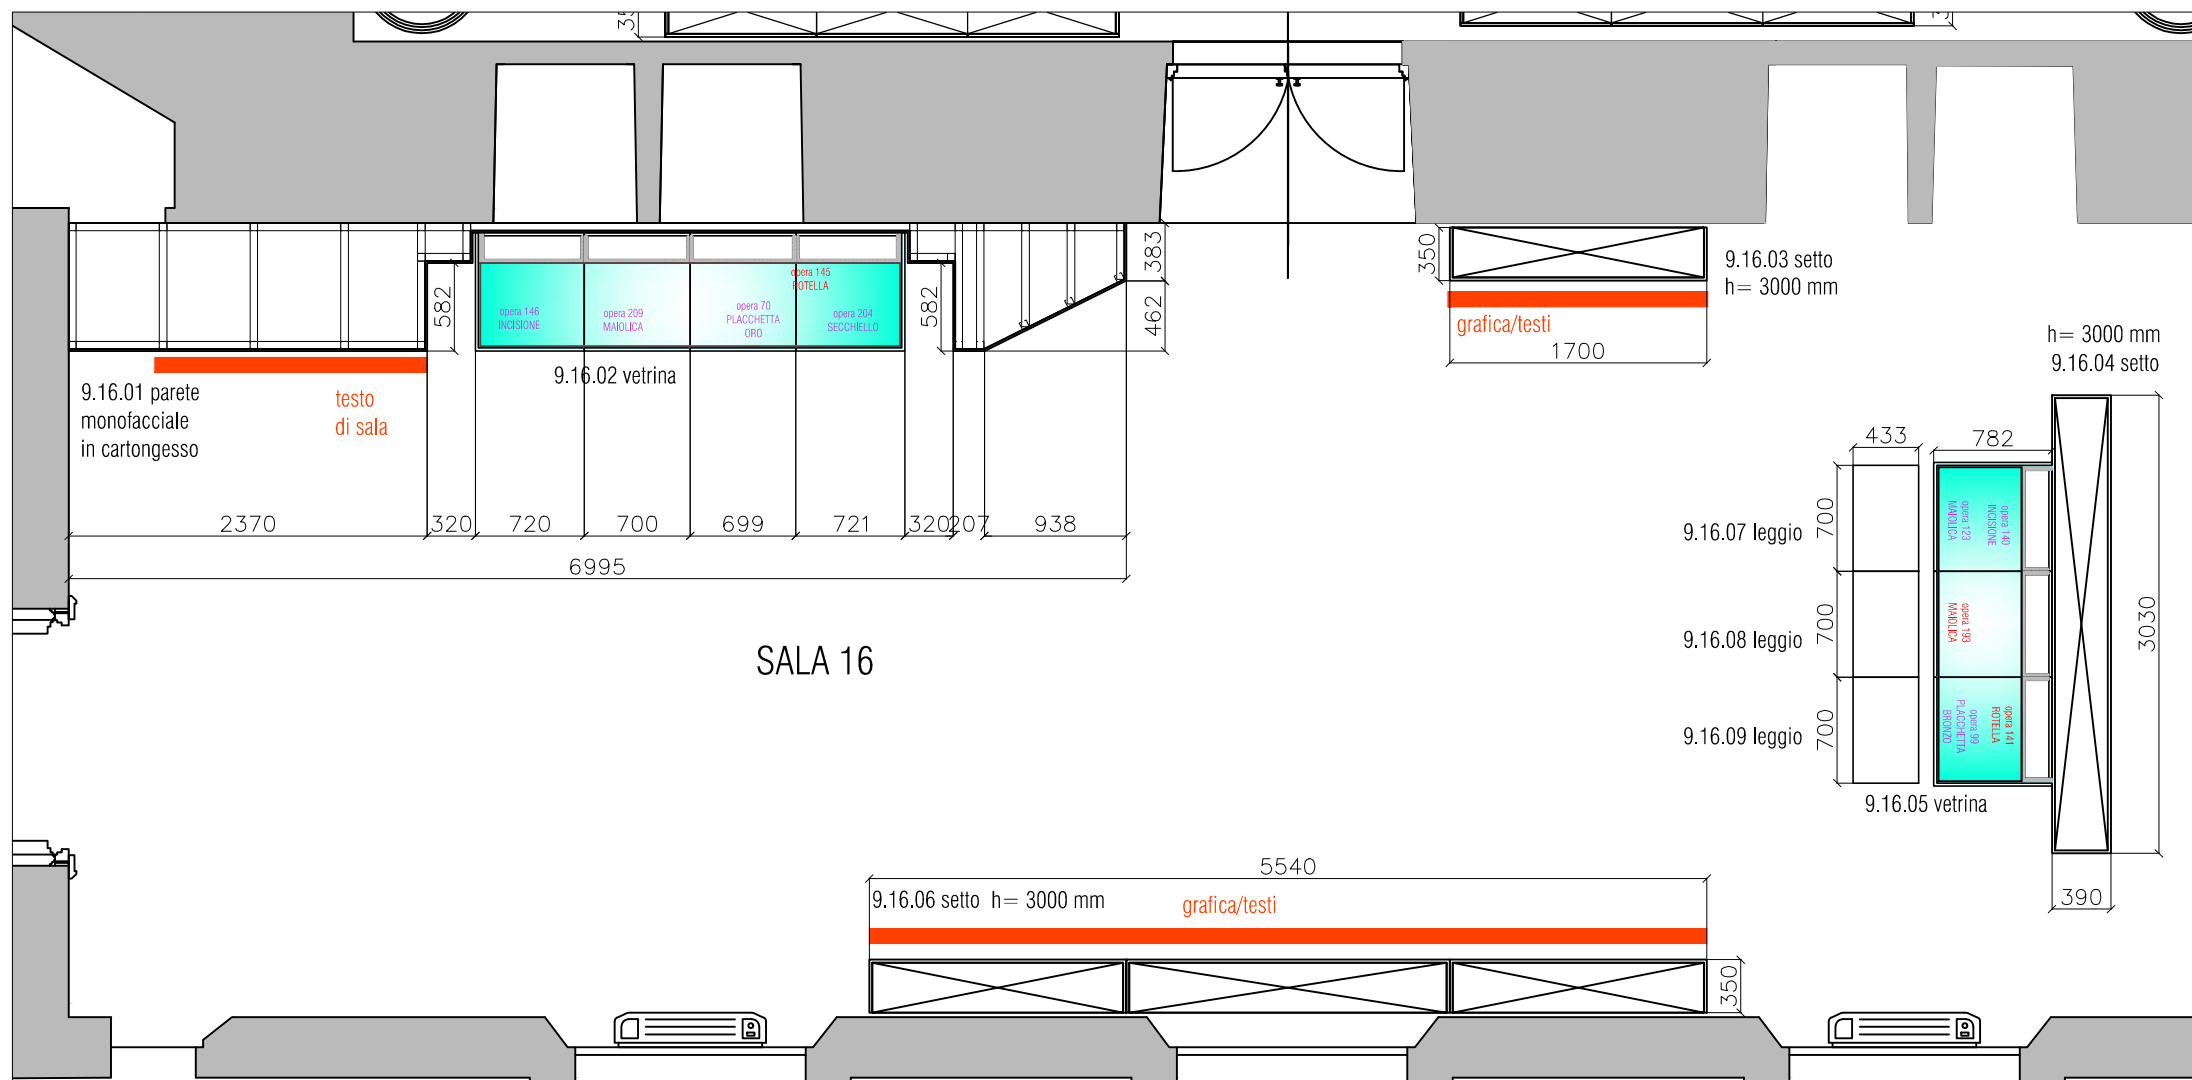 350
383
462
582
582
opera 145
ROTELLA
opera 146
INCISIONE
opera 209
MAIOLICA
opera 70
PLACCHETTA
ORO
opera 204
SECCHIELLO
9.16.02 vetrina
9.16.01 parete
monofacciale
in cartongesso
testo
di sala
9.16.03 setto
h= 3000 mm
grafica/testi
1700
h= 3000 mm
9.16.04 setto
433
782
2370
320
720
700
699
721
320
207
938
6995
9.16.07 leggio
700
opera 140
INCISIONE
opera 123
MAIOLICA
9.16.08 leggio
700
opera 193
MAIOLICA
3030
SALA 16
9.16.09 leggio
700
opera 141
ROTELLA
opera 99
PLACCHETTA
BRONZO
9.16.05 vetrina
5540
9.16.06 setto h= 3000 mm
grafica/testi
390
350